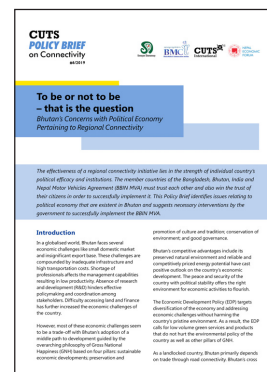 CUTS
POLICY BRIEF
on Connectivity
BMC
CUTS
International
NEPAL
ECONOMIC
FORUM
To be or not to be
– that is the question
Bhutan's Concerns with Political Economy
Pertaining to Regional Connectivity
The effectiveness of a regional connectivity initiative lies in the strength of individual country's
political efficacy and institutions. The member countries of the Bangladesh, Bhutan, India and
Nepal Motor Vehicles Agreement (BBIN MVA) must trust each other and also win the trust of
their citizens in order to successfully implement it. This Policy Brief identifies issues relating to
political economy that are existent in Bhutan and suggests necessary interventions by the
government to successfully implement the BBIN MVA.
Introduction
In a globalised world, Bhutan faces several
economic challenges like small domestic market
and insignificant export base. These challenges are
compounded by inadequate infrastructure and
high transportation costs. Shortage of
professionals affects the management capabilities
resulting in low productivity. Absence of research
and development (R&D) hinders effective
policymaking and coordination among
stakeholders. Difficulty accessing land and finance
has further increased the economic challenges of
the country.
However, most of these economic challenges seem
to be a trade-off with Bhutan's adoption of a
middle path to development guided by the
overarching philosophy of Gross National
Happiness (GNH) based on four pillars: sustainable
economic developments; preservation and
promotion of culture and tradition; conservation of
environment; and good governance.
Bhutan's competitive advantages include its
preserved natural environment and reliable and
competitively priced energy potential have cast
positive outlook on the country's economic
development. The peace and security of the
country with political stability offers the right
environment for economic activities to flourish.
The Economic Development Policy (EDP) targets
diversification of the economy and addressing
economic challenges without harming the
country's pristine environment. As a result, the EDP
calls for low-volume green services and products
that do not hurt the environmental policy of the
country as well as other pillars of GNH.
As a landlocked country, Bhutan primarily depends
on trade through road connectivity. Bhutan's cross